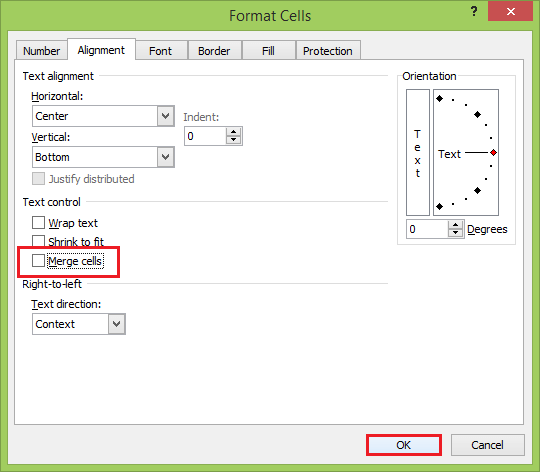 Format Cells
? ×
Number Alignment Font Border Fill Protection
Text alignment
Horizontal:
Center
Indent:
Vertical:
0
Bottom
Justify distributed
Text control
Wrap text
Shrink to fit
Merge cells
Right-to-left
Text direction:
Context
Orientation
T
e
x
t
Text
0 Degrees
OK Cancel